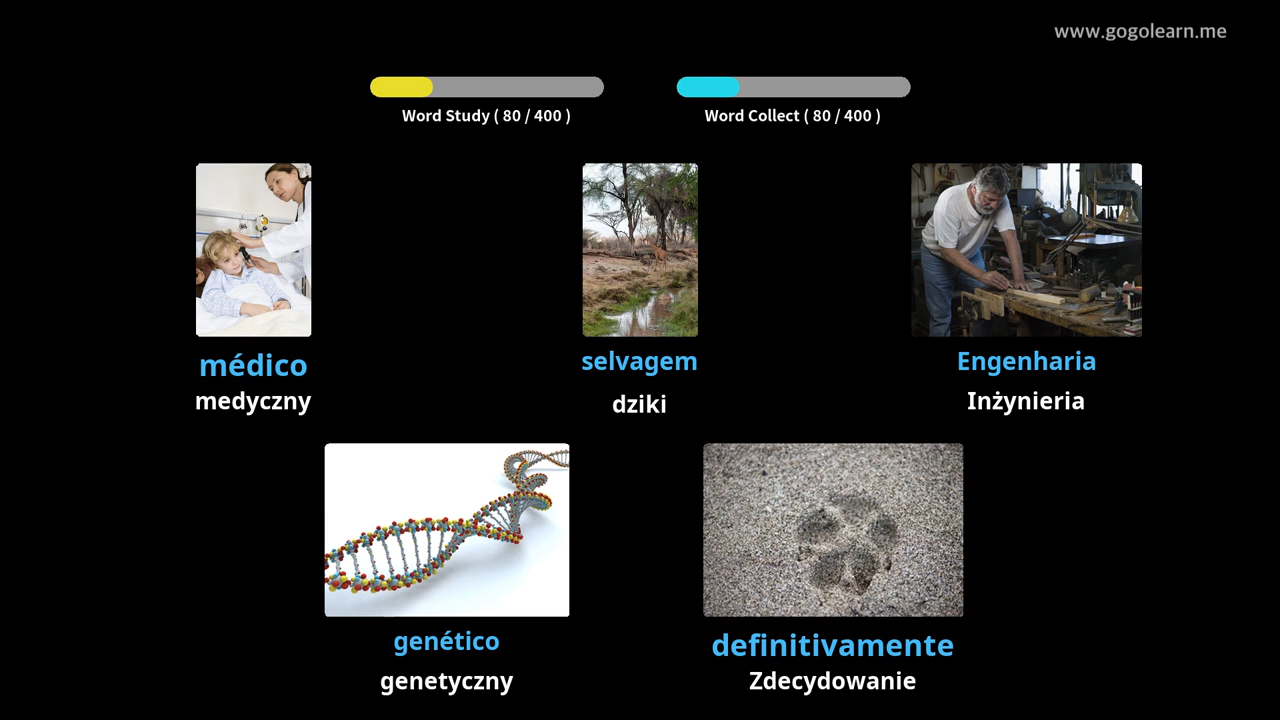 www.gogolearn.me
Word Study ( 80 / 400 )
Word Collect ( 80 / 400 )
médico
medyczny
selvagem
dziki
Engenharia
Inżynieria
genético
genetyczny
definitivamente
Zdecydowanie